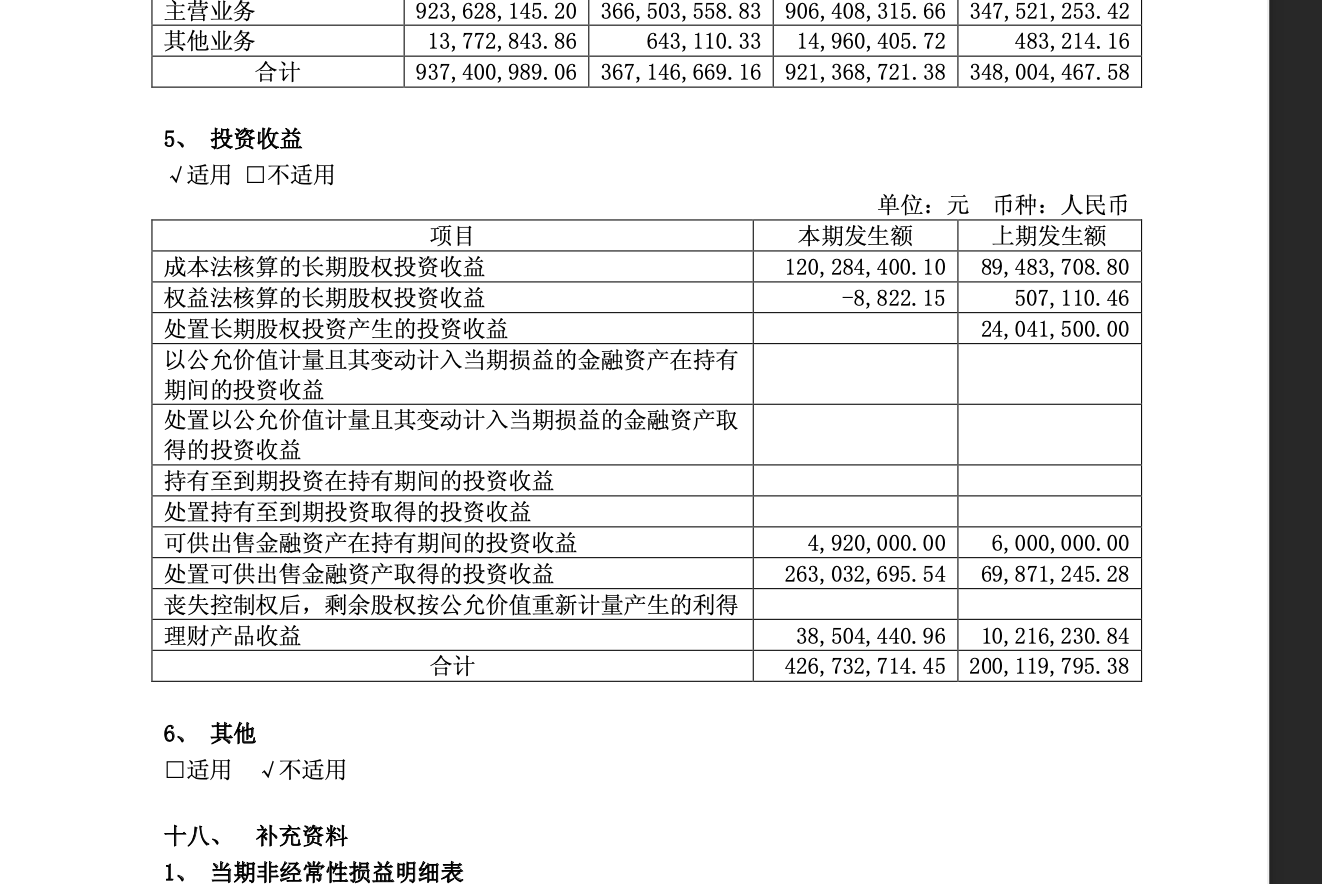 主营业务 923,628,145.20 366,503,558.83 906,408,315.66 347,521,253.42
其他业务 13,772,843.86 643,110.33 14,960,405.72 483,214.16
合计 937,400,989.06 367,146,669.16 921,368,721.38 348,004,467.58
5、 投资收益
√适用 □不适用
单位：元 币种：人民币
项目 本期发生额 上期发生额
成本法核算的长期股权投资收益 120,284,400.10 89,483,708.80
权益法核算的长期股权投资收益 -8,822.15 507,110.46
处置长期股权投资产生的投资收益 24,041,500.00
以公允价值计量且其变动计入当期损益的金融资产在持有
期间的投资收益
处置以公允价值计量且其变动计入当期损益的金融资产取
得的投资收益
持有至到期投资在持有期间的投资收益
处置持有至到期投资取得的投资收益
可供出售金融资产在持有期间的投资收益 4,920,000.00 6,000,000.00
处置可供出售金融资产取得的投资收益 263,032,695.54 69,871,245.28
丧失控制权后，剩余股权按公允价值重新计量产生的利得
理财产品收益 38,504,440.96 10,216,230.84
合计 426,732,714.45 200,119,795.38
6、 其他
□适用 √不适用
十八、 补充资料
1、 当期非经常性损益明细表